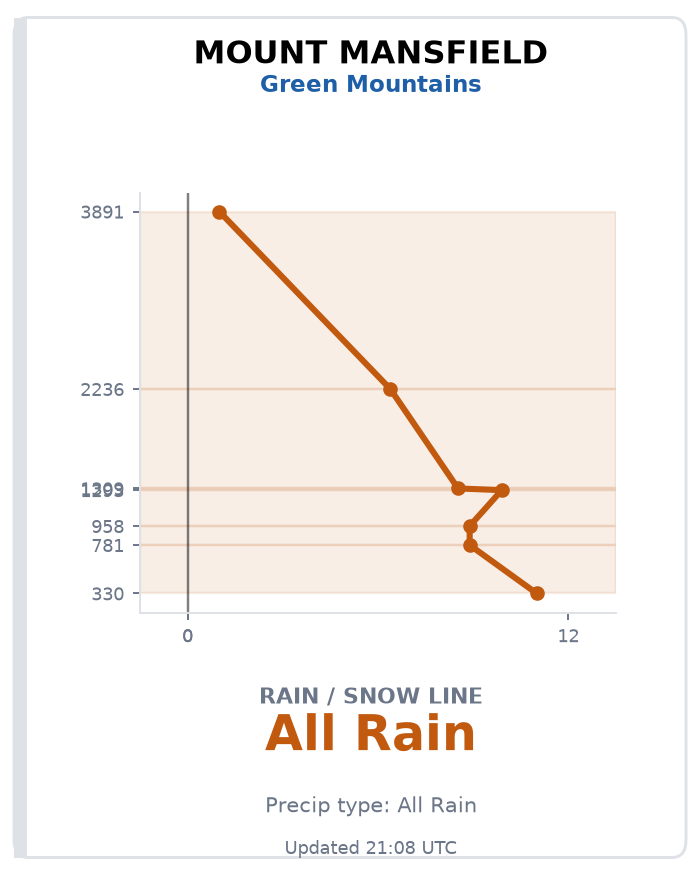 MOUNT MANSFIELD
Green Mountains
3891
2236
958
781
330
0
12
RAIN / SNOW LINE
All Rain
Precip type: All Rain
Updated 21:08 UTC